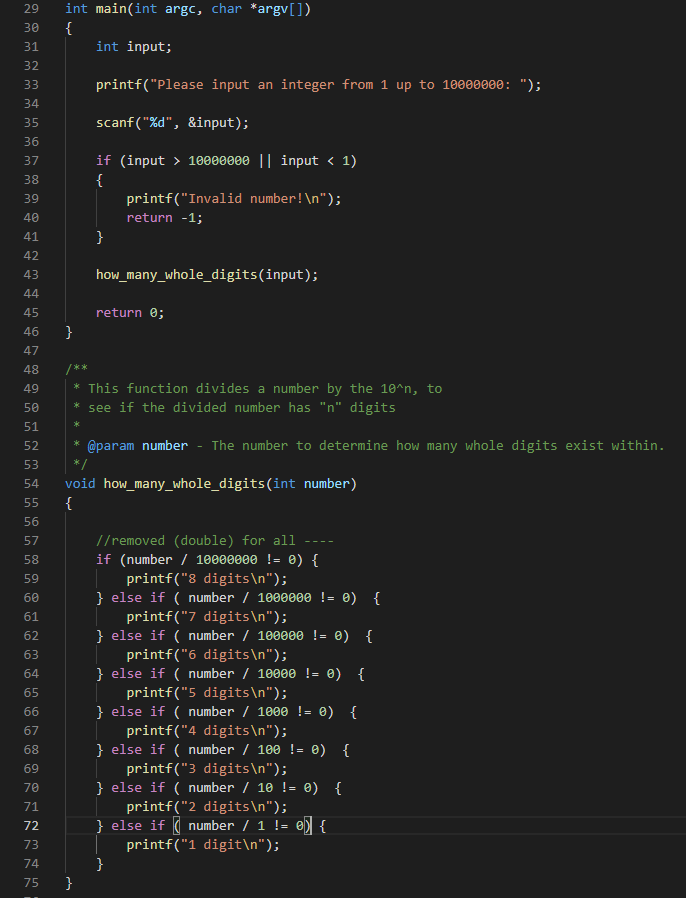 29 int main(int argc, char *argv[])
30 {
31     int input;
32
33     printf("Please input an integer from 1 up to 10000000: ");
34
35     scanf("%d", &input);
36
37     if (input > 10000000 || input < 1)
38     {
39         printf("Invalid number!\n");
40         return -1;
41     }
42
43     how_many_whole_digits(input);
44
45     return 0;
46 }
47
48 /**
49  * This function divides a number by the 10^n, to
50  * see if the divided number has "n" digits
51  *
52  * @param number - The number to determine how many whole digits exist within.
53  */
54 void how_many_whole_digits(int number)
55 {
56
57     //removed (double) for all ----
58     if (number / 10000000 != 0) {
59         printf("8 digits\n");
60     } else if ( number / 1000000 != 0)  {
61         printf("7 digits\n");
62     } else if ( number / 100000 != 0)  {
63         printf("6 digits\n");
64     } else if ( number / 10000 != 0)  {
65         printf("5 digits\n");
66     } else if ( number / 1000 != 0)  {
67         printf("4 digits\n");
68     } else if ( number / 100 != 0)  {
69         printf("3 digits\n");
70     } else if ( number / 10 != 0)  {
71         printf("2 digits\n");
72     } else if ( number / 1 != 0) {
73         printf("1 digit\n");
74     }
75 }